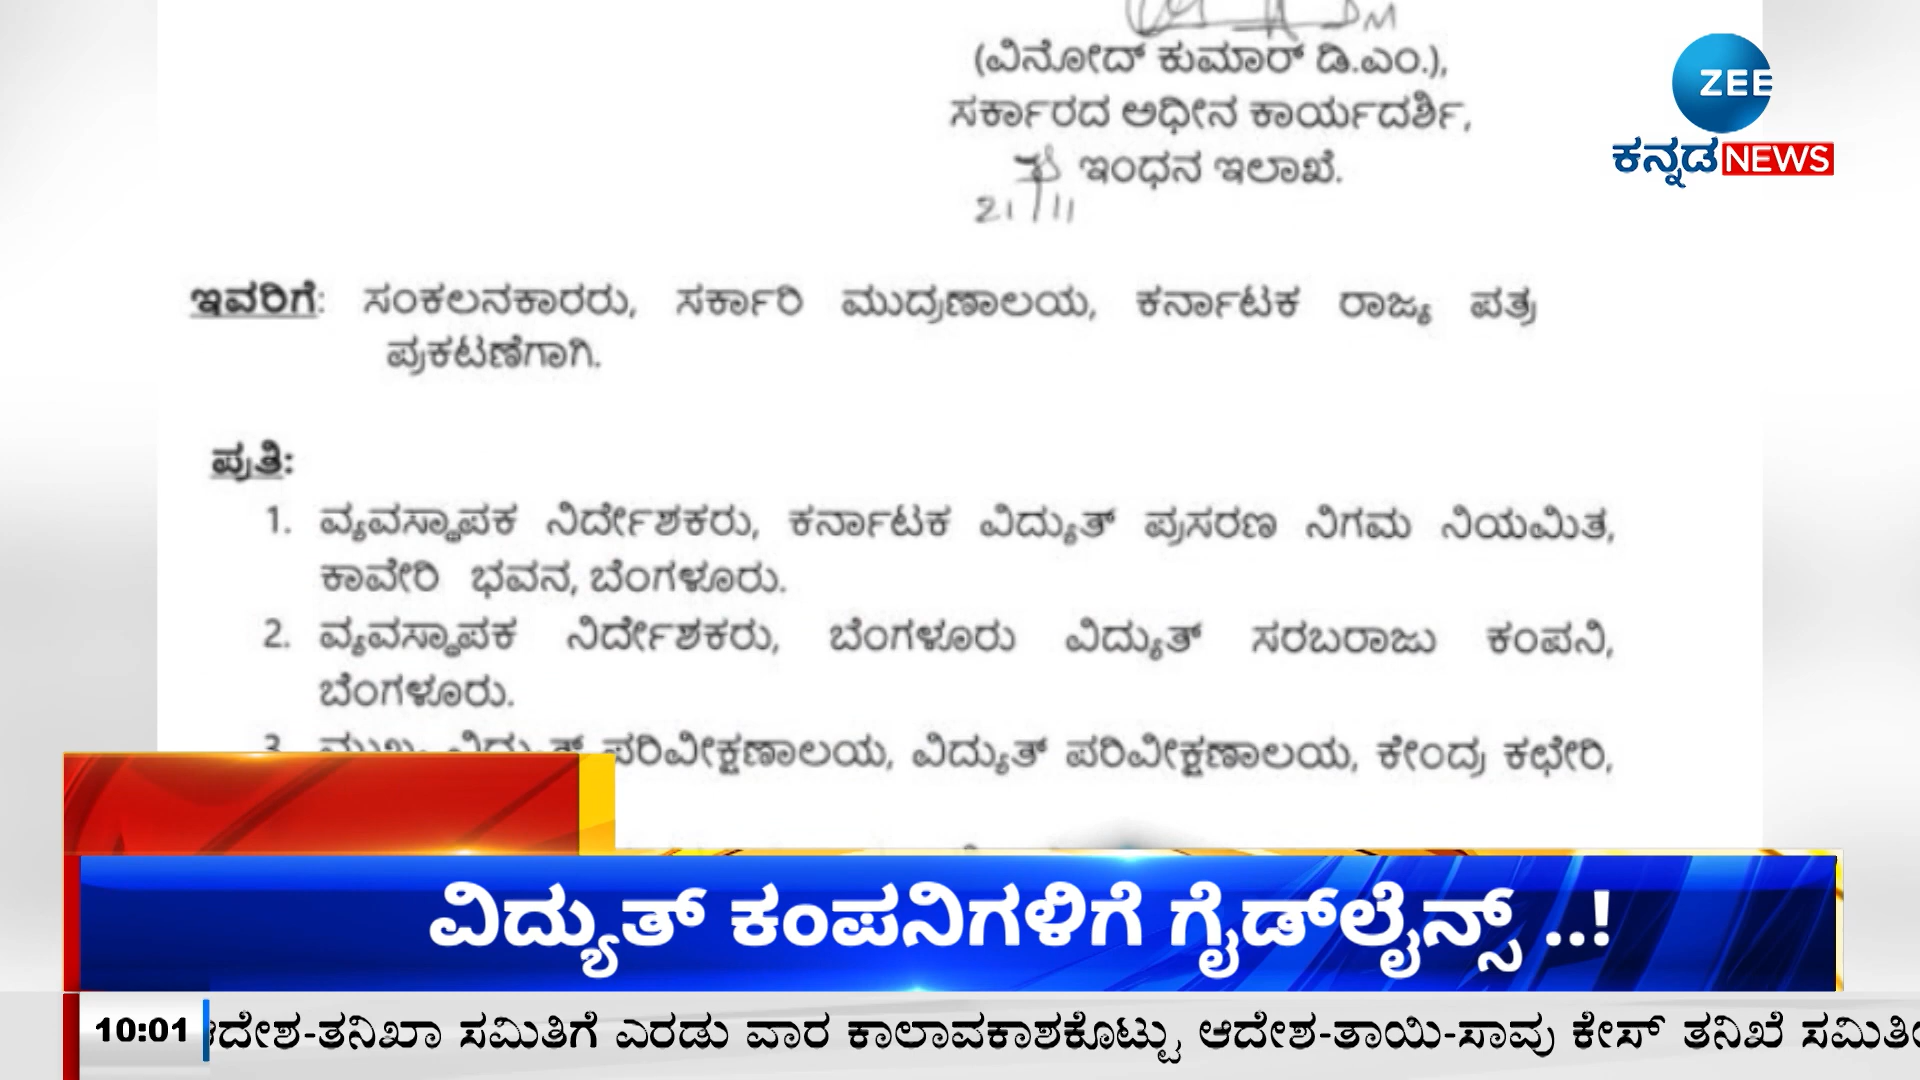 (ವಿನೋದ್ ಕುಮಾರ್ ಡಿ.ಎಂ.),
ಸರ್ಕಾರದ ಅಧೀನ ಕಾರ್ಯದರ್ಶಿ,
ಇಂಧನ ಇಲಾಖೆ.
21/11
ZEE
ಕನ್ನಡ NEWS
ಇವರಿಗೆ: ಸಂಕಲನಕಾರರು, ಸರ್ಕಾರಿ ಮುದ್ರಣಾಲಯ, ಕರ್ನಾಟಕ ರಾಜ್ಯ ಪತ್ರ
ಪ್ರಕಟಣೆಗಾಗಿ.
ಪ್ರತಿ:
1. ವ್ಯವಸ್ಥಾಪಕ ನಿರ್ದೇಶಕರು, ಕರ್ನಾಟಕ ವಿದ್ಯುತ್ ಪ್ರಸರಣ ನಿಗಮ ನಿಯಮಿತ,
ಕಾವೇರಿ ಭವನ, ಬೆಂಗಳೂರು.
2. ವ್ಯವಸ್ಥಾಪಕ ನಿರ್ದೇಶಕರು, ಬೆಂಗಳೂರು ವಿದ್ಯುತ್ ಸರಬರಾಜು ಕಂಪನಿ,
ಬೆಂಗಳೂರು.
ಪರಿವೀಕ್ಷಣಾಲಯ, ವಿದ್ಯುತ್ ಪರಿವೀಕ್ಷಣಾಲಯ, ಕೇಂದ್ರ ಕಛೇರಿ,
ವಿದ್ಯುತ್ ಕಂಪನಿಗಳಿಗೆ ಗೈಡ್‌ಲೈನ್ಸ್ ..!
10:01 ಆದೇಶ-ತನಿಖಾ ಸಮಿತಿಗೆ ಎರಡು ವಾರ ಕಾಲಾವಕಾಶಕೊಟ್ಟು ಆದೇಶ-ತಾಯಿ-ಸಾವು ಕೇಸ್ ತನಿಖೆ